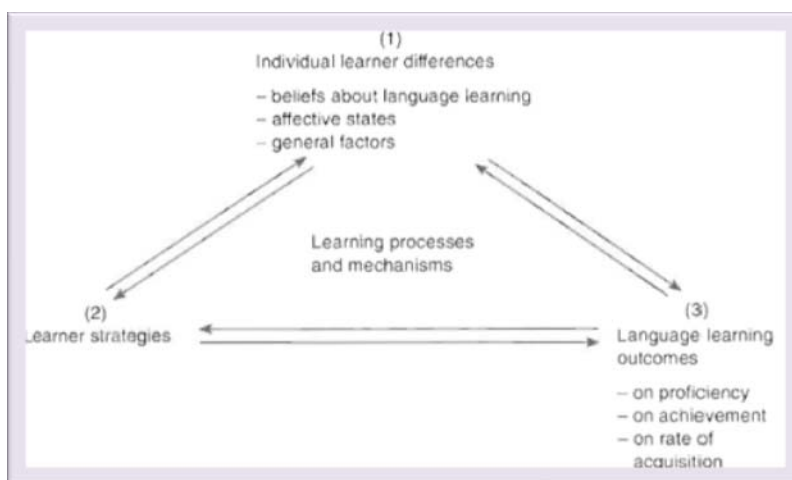 (1)
Individual learner differences
– beliefs about language learning
– affective states
– general factors
Learning processes
and mechanisms
(2)
Learner strategies
(3)
Language learning
outcomes
– on proficiency
– on achievement
– on rate of
acquisition